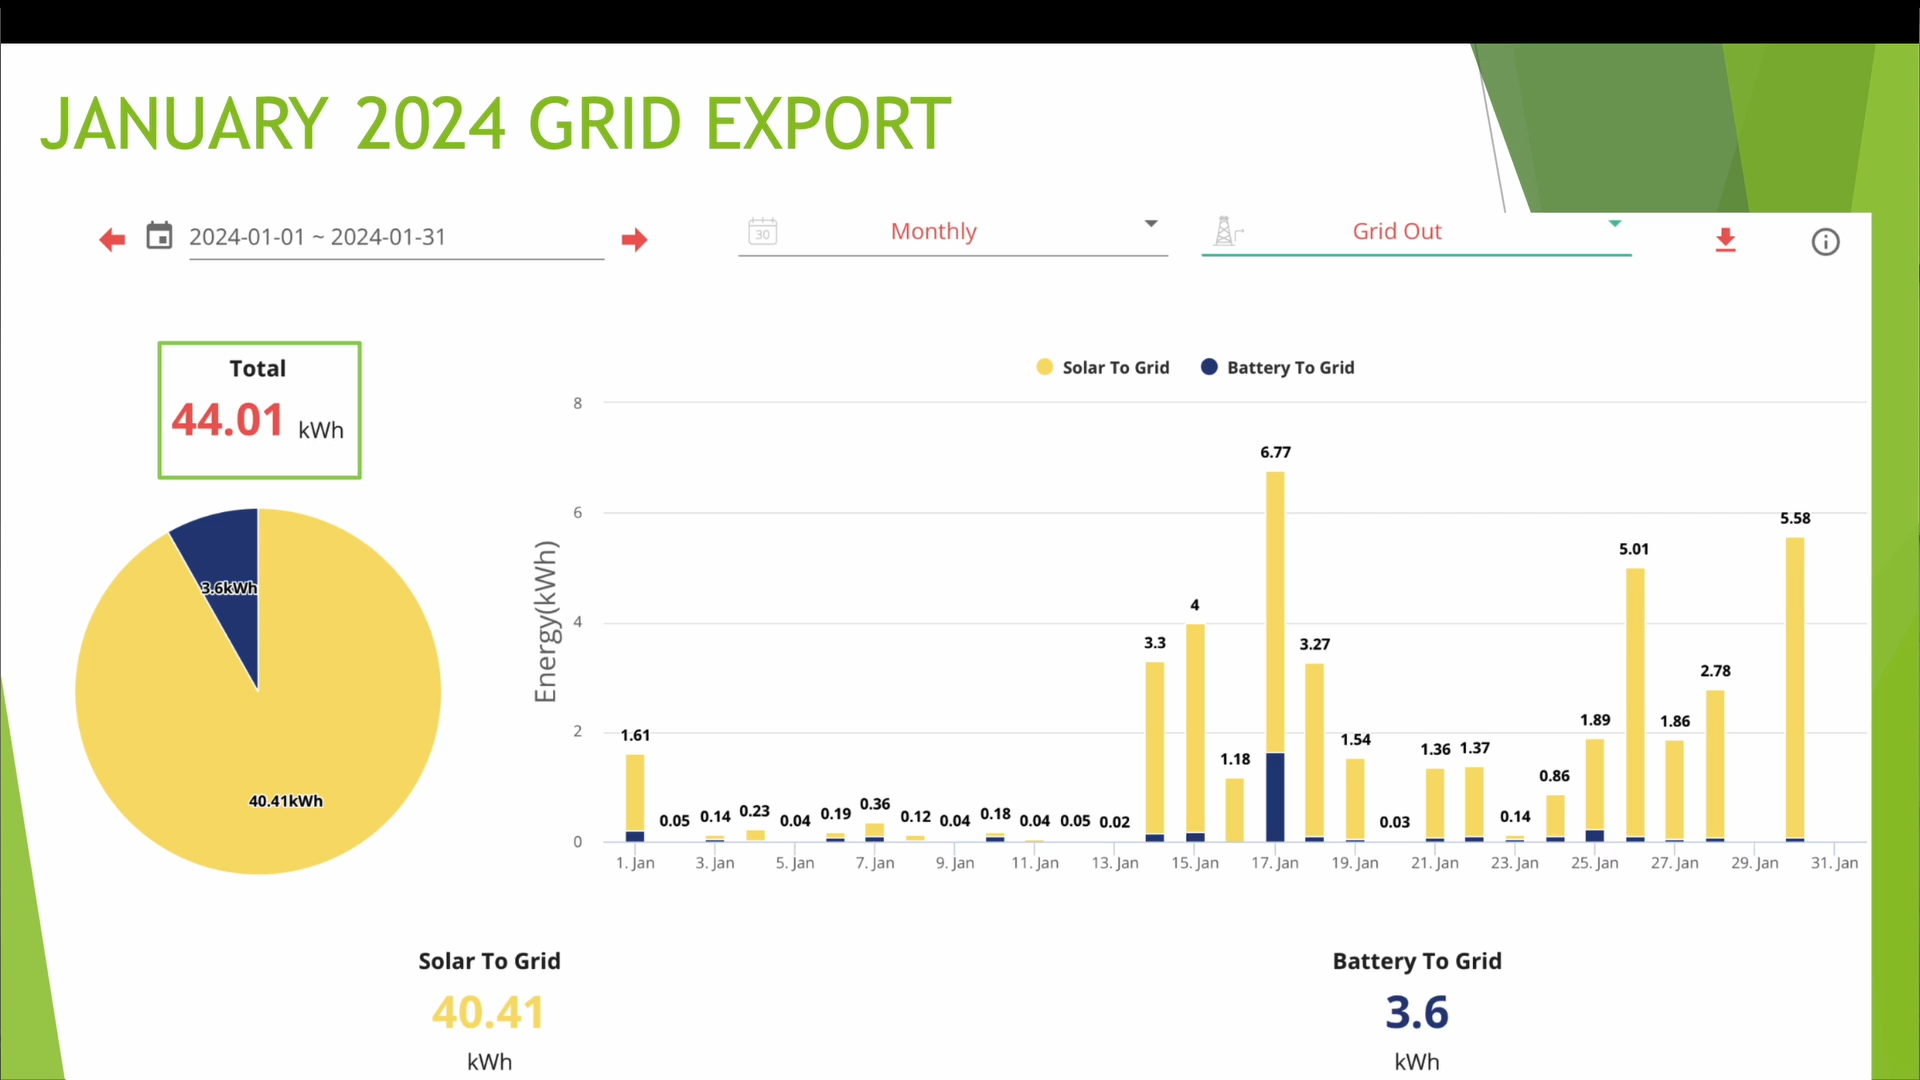 JANUARY 2024 GRID EXPORT
2024-01-01 ~ 2024-01-31
30
Monthly
Grid Out
Total
44.01 kWh
Solar To Grid
Battery To Grid
3.6kWh
40.41kWh
Energy(kWh)
8
6
4
2
0
1.61
0.05
0.14
0.23
0.04
0.19
0.36
0.12
0.04
0.18
0.04
0.05
0.02
3.3
4
1.18
6.77
3.27
1.54
0.03
1.36
1.37
0.14
0.86
1.89
5.01
1.86
2.78
5.58
1. Jan
3. Jan
5. Jan
7. Jan
9. Jan
11. Jan
13. Jan
15. Jan
17. Jan
19. Jan
21. Jan
23. Jan
25. Jan
27. Jan
29. Jan
31. Jan
Solar To Grid
40.41
kWh
Battery To Grid
3.6
kWh